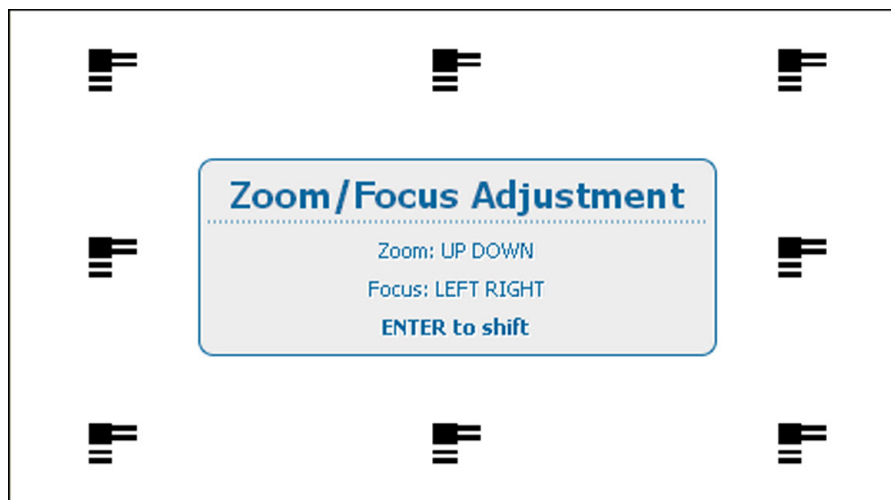 Zoom/Focus Adjustment
Zoom: UP DOWN
Focus: LEFT RIGHT
ENTER to shift